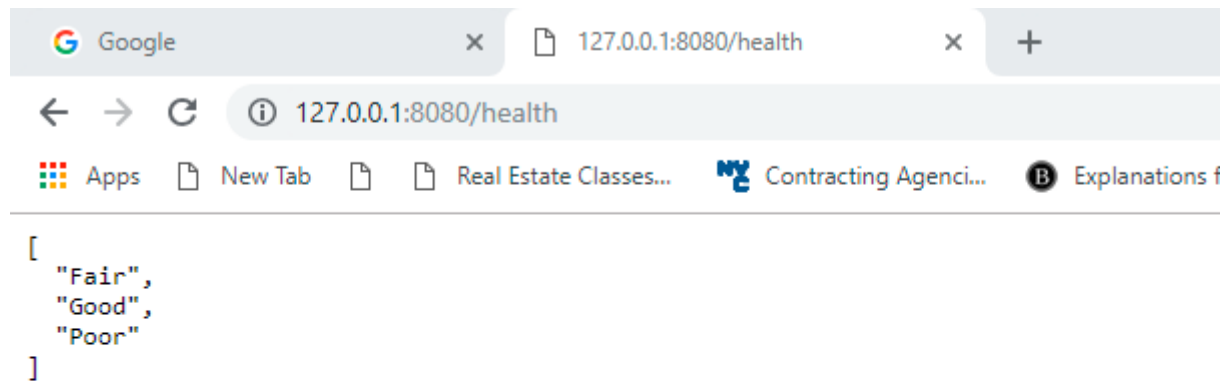 Google 127.0.0.1:8080/health
127.0.0.1:8080/health
Apps New Tab Real Estate Classes... NYC Contracting Agenci... B Explanations f
[
"Fair",
"Good",
"Poor"
]